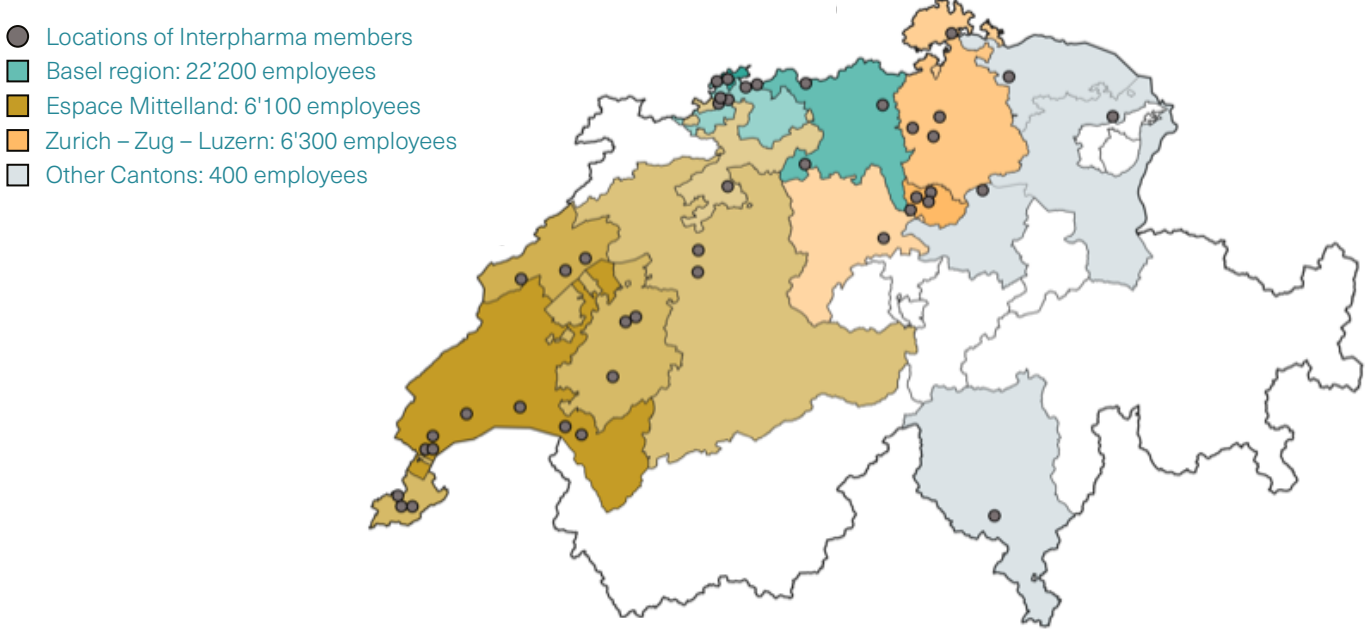 Locations of Interpharma members
Basel region: 22’200 employees
Espace Mittelland: 6'100 employees
Zurich – Zug – Luzern: 6'300 employees
Other Cantons: 400 employees